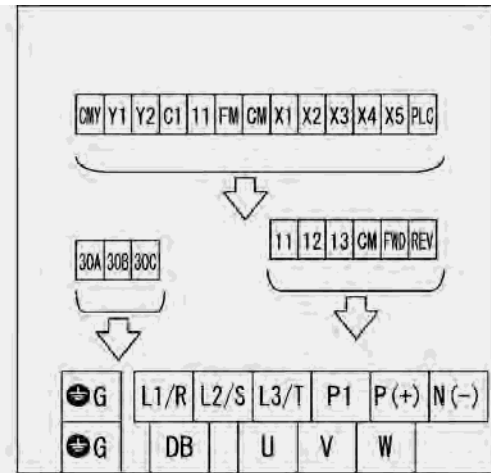 CMY Y1 Y2 C1 11 FM CM X1 X2 X3 X4 X5 PLC
11 12 13 CM FWD REV
30A 30B 30C
G L1/R L2/S L3/T P1 P(+) N(-)
G DB U V W